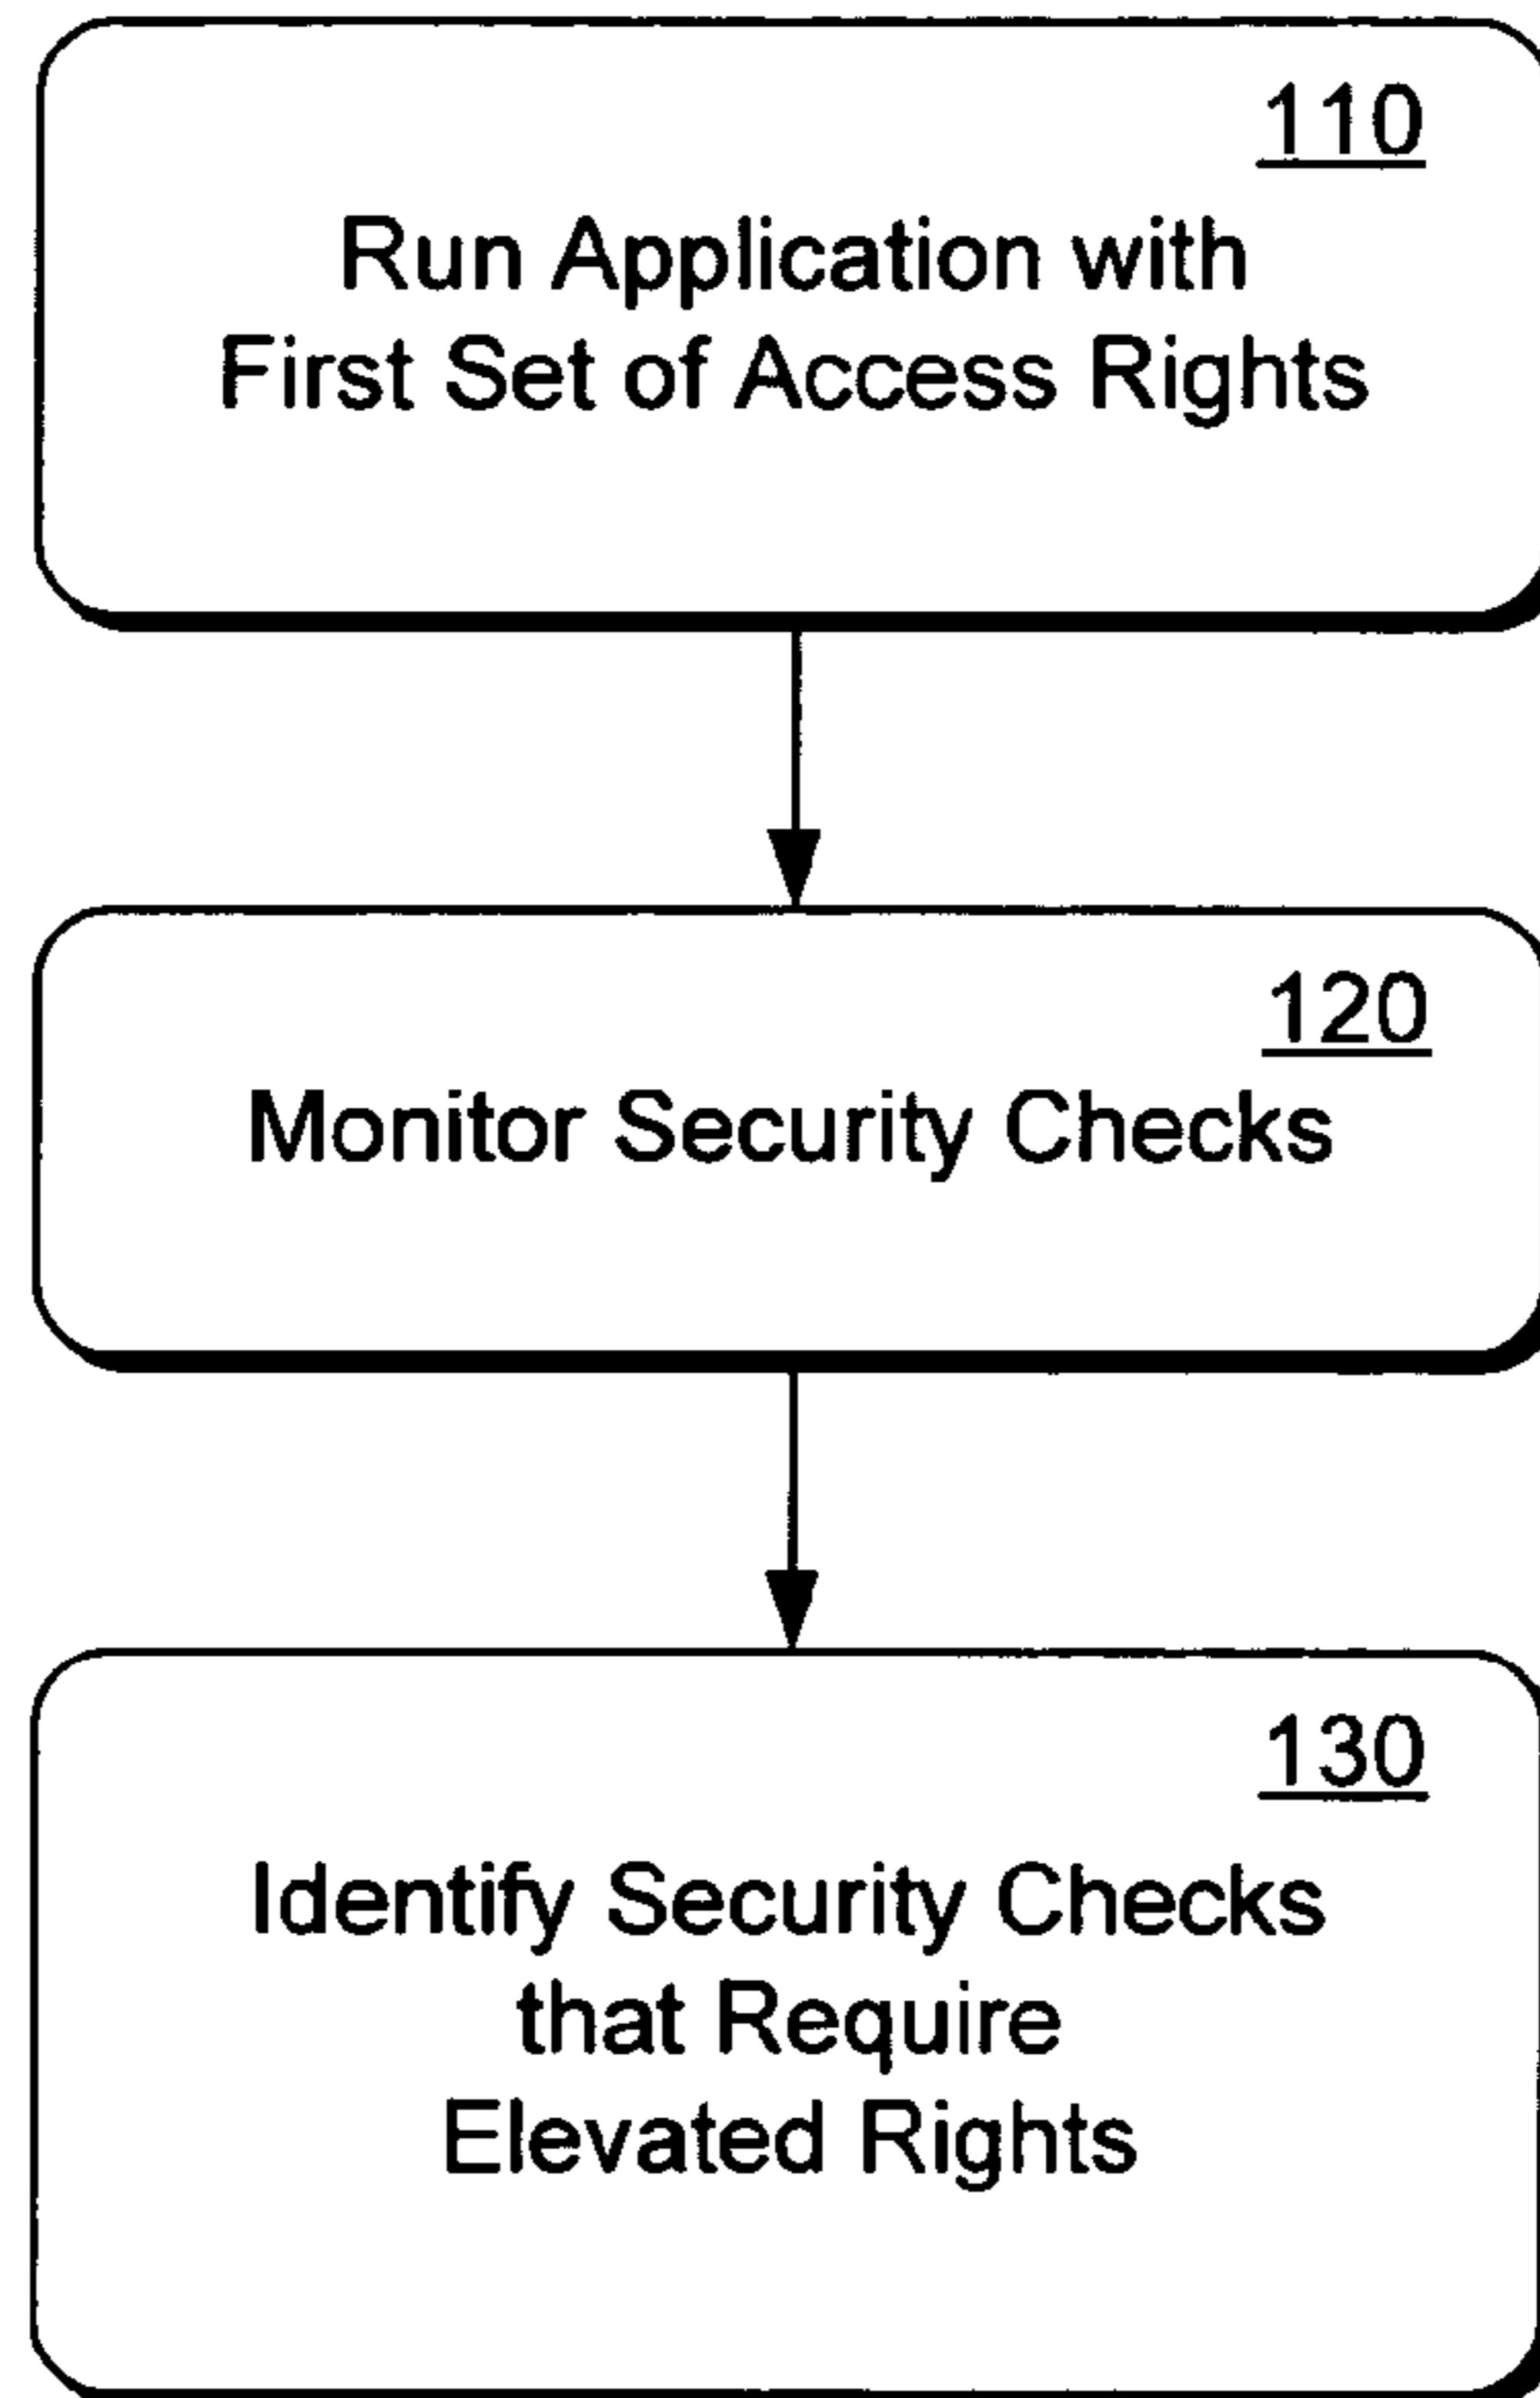 110
Run Application with
First Set of Access Rights
120
Monitor Security Checks
130
Identify Security Checks
that Require
Elevated Rights